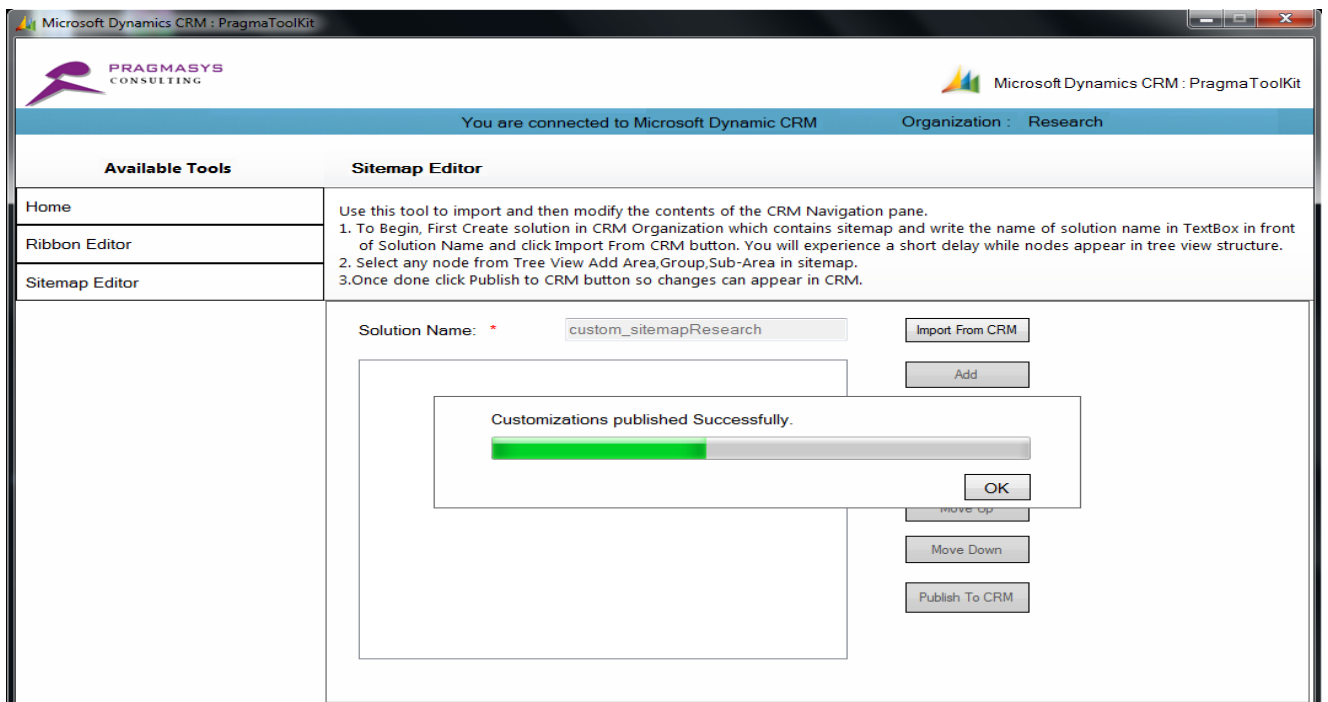 Microsoft Dynamics CRM : PragmaToolKit
PRAGMASYS
CONSULTING
Microsoft Dynamics CRM : PragmaToolKit
You are connected to Microsoft Dynamic CRM Organization : Research
Available Tools
Sitemap Editor
Home
Ribbon Editor
Sitemap Editor
Use this tool to import and then modify the contents of the CRM Navigation pane.
1. To Begin, First Create solution in CRM Organization which contains sitemap and write the name of solution name in TextBox in front
of Solution Name and click Import From CRM button. You will experience a short delay while nodes appear in tree view structure.
2. Select any node from Tree View Add Area,Group,Sub-Area in sitemap.
3.Once done click Publish to CRM button so changes can appear in CRM.
Solution Name: * custom_sitemapResearch Import From CRM
Add
Customizations published Successfully.
OK
Move Up
Move Down
Publish To CRM